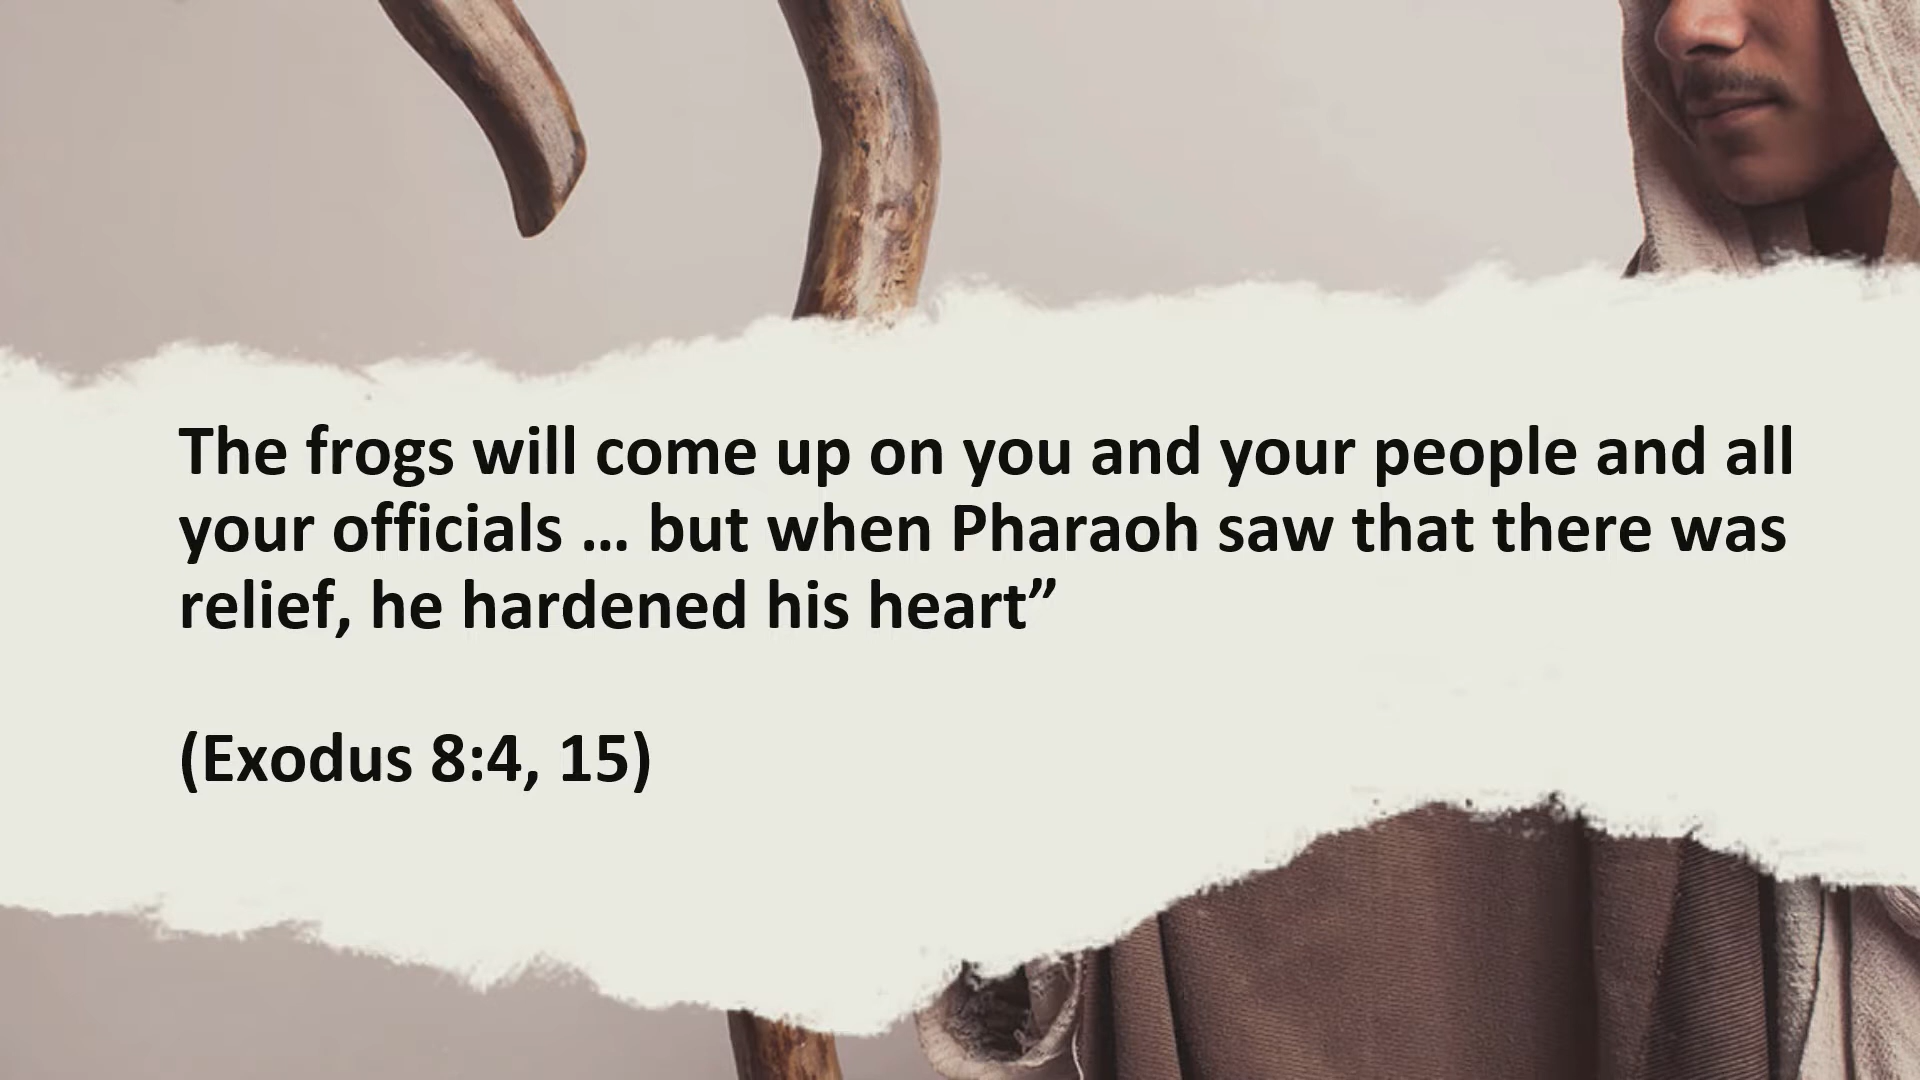 The frogs will come up on you and your people and all
your officials … but when Pharaoh saw that there was
relief, he hardened his heart”
(Exodus 8:4, 15)